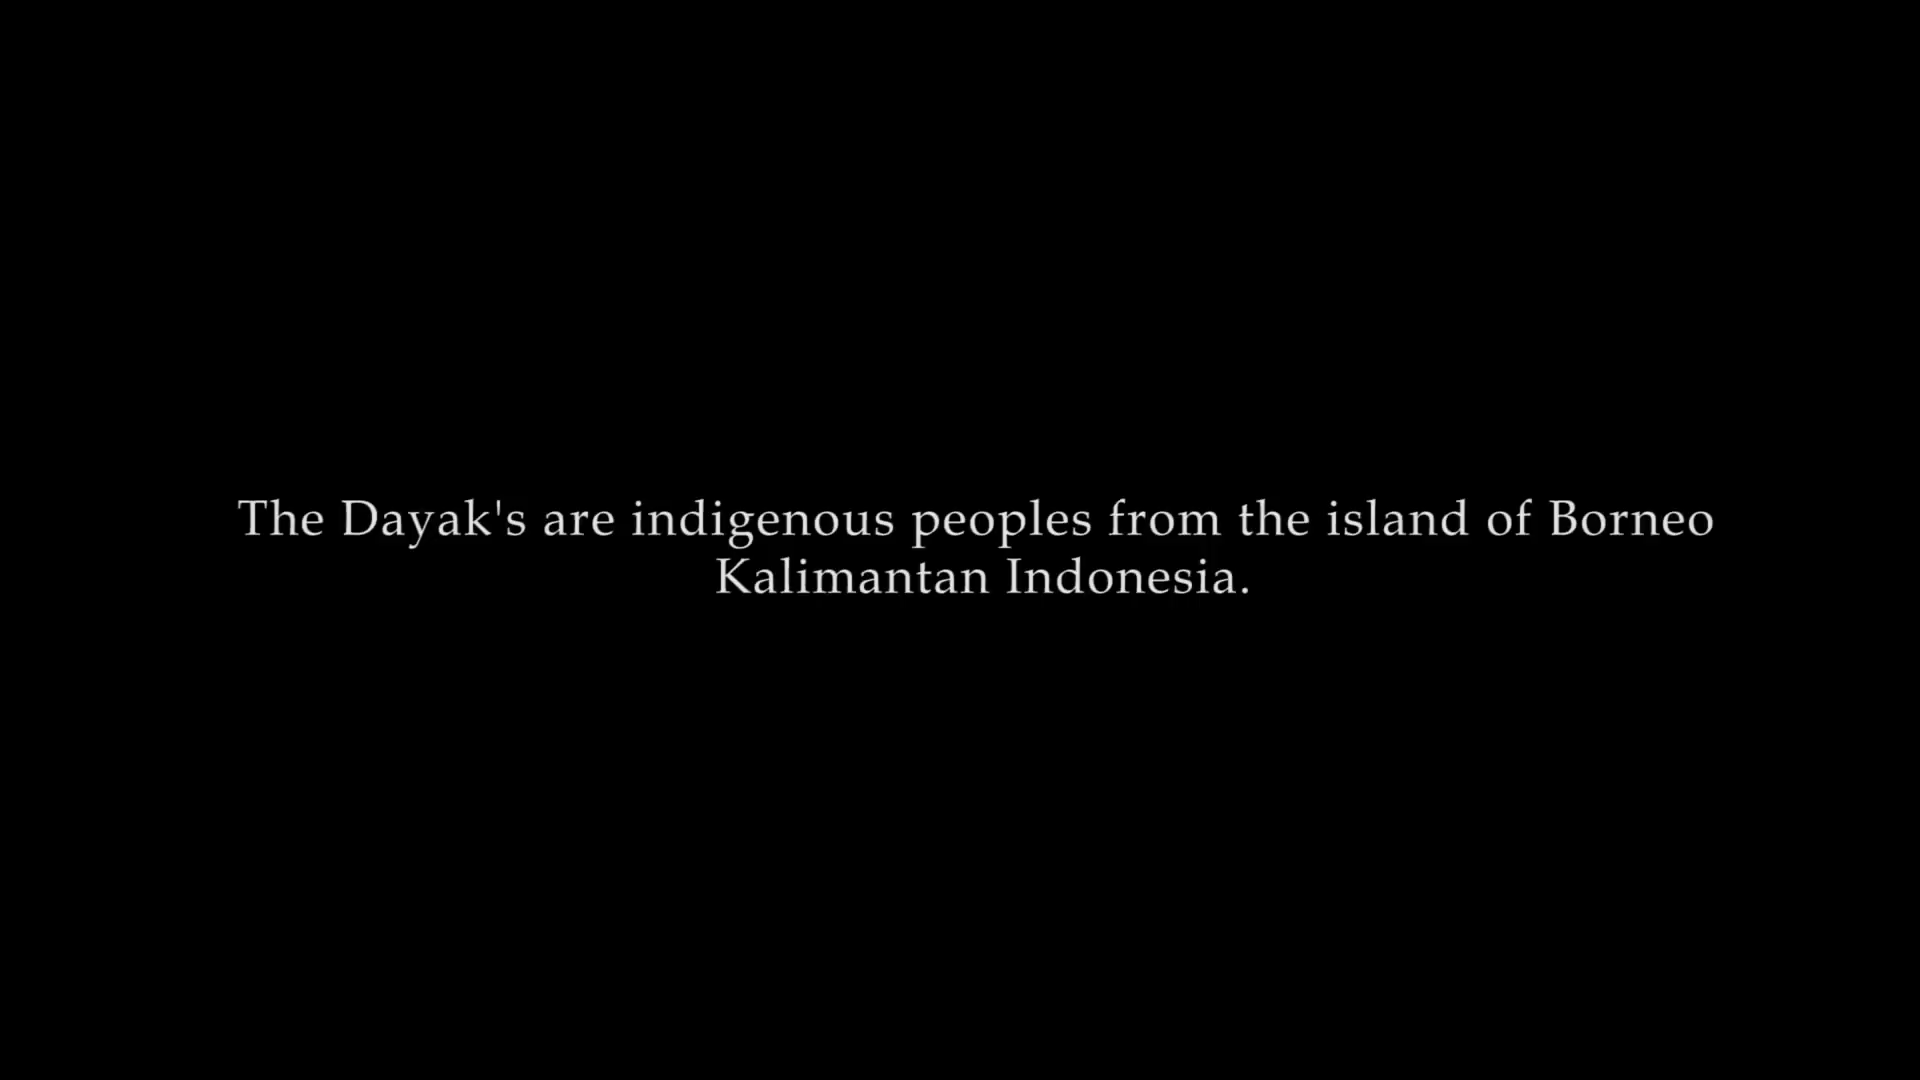 The Dayak's are indigenous peoples from the island of Borneo
Kalimantan Indonesia.